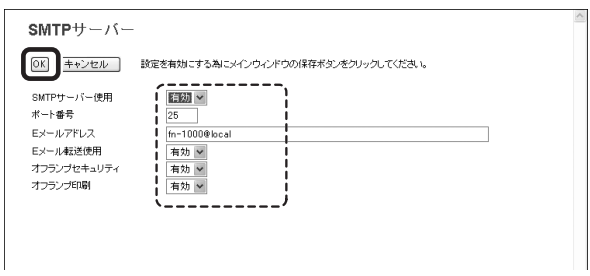 SMTPサーバー
OK キャンセル 設定を有効にする為にメインウィンドウの保存ボタンをクリックしてください。
SMTPサーバー使用 有効
ポート番号 25
Eメールアドレス fn-1000@local
Eメール転送使用 有効
オフランプセキュリティ 有効
オフランプ印刷 有効